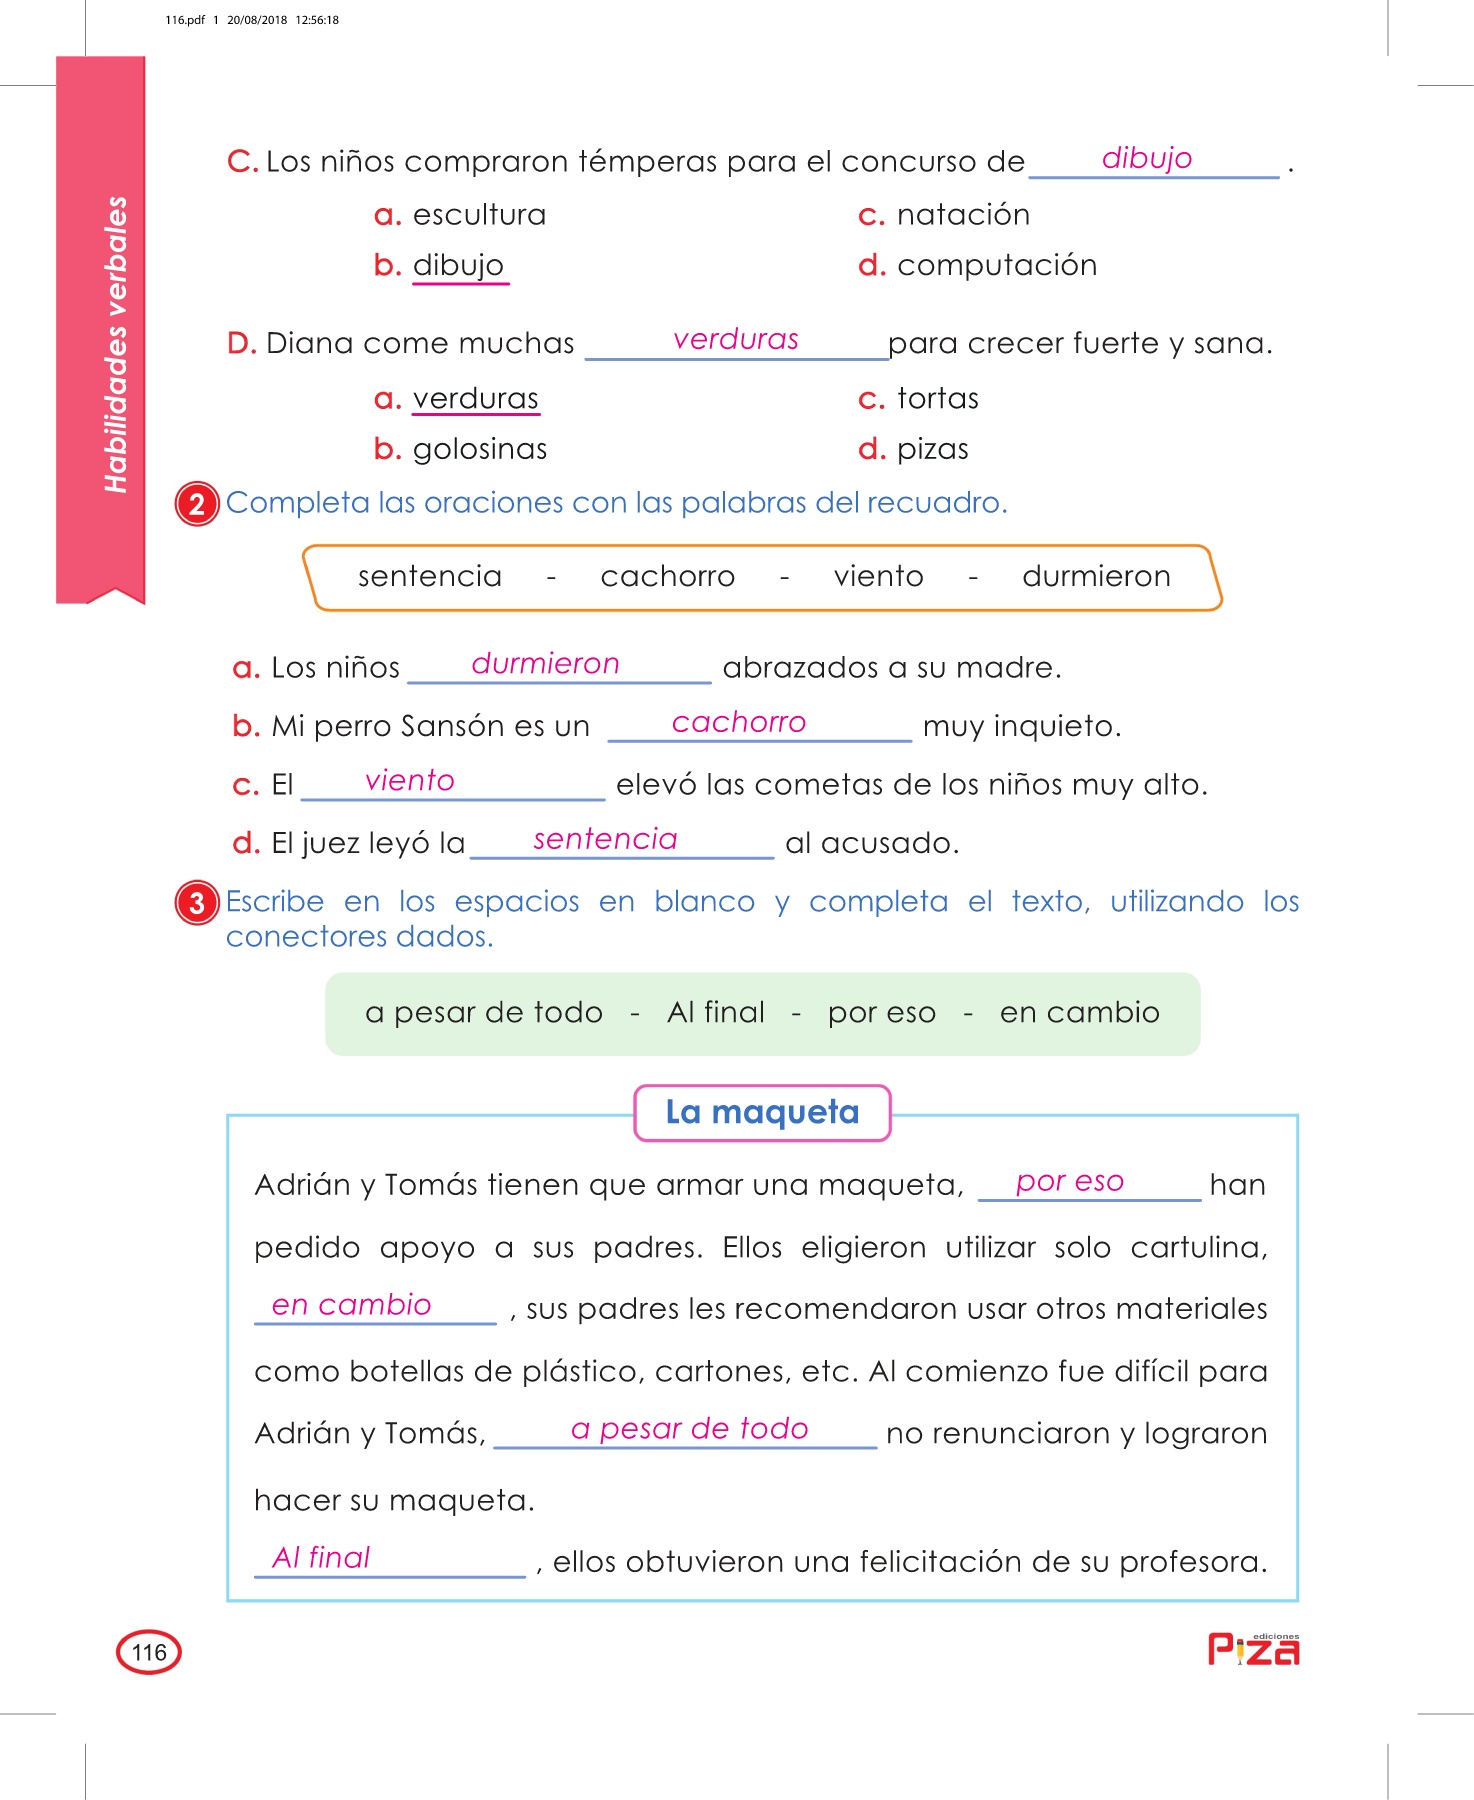 116.pdf 1 20/08/2018 12:56:18
Habilidades verbales
C. Los niños compraron témperas para el concurso de dibujo .
a. escultura c. natación
b. dibujo d. computación
D. Diana come muchas verduras para crecer fuerte y sana.
a. verduras c. tortas
b. golosinas d. pizas
2 Completa las oraciones con las palabras del recuadro.
sentencia - cachorro - viento - durmieron
a. Los niños durmieron abrazados a su madre.
b. Mi perro Sansón es un cachorro muy inquieto.
c. El viento elevó las cometas de los niños muy alto.
d. El juez leyó la sentencia al acusado.
3 Escribe en los espacios en blanco y completa el texto, utilizando los
conectores dados.
a pesar de todo - Al final - por eso - en cambio
La maqueta
Adrián y Tomás tienen que armar una maqueta, por eso han
pedido apoyo a sus padres. Ellos eligieron utilizar solo cartulina,
en cambio , sus padres les recomendaron usar otros materiales
como botellas de plástico, cartones, etc. Al comienzo fue difícil para
Adrián y Tomás, a pesar de todo no renunciaron y lograron
hacer su maqueta.
Al final , ellos obtuvieron una felicitación de su profesora.
116
ediciones
Piza